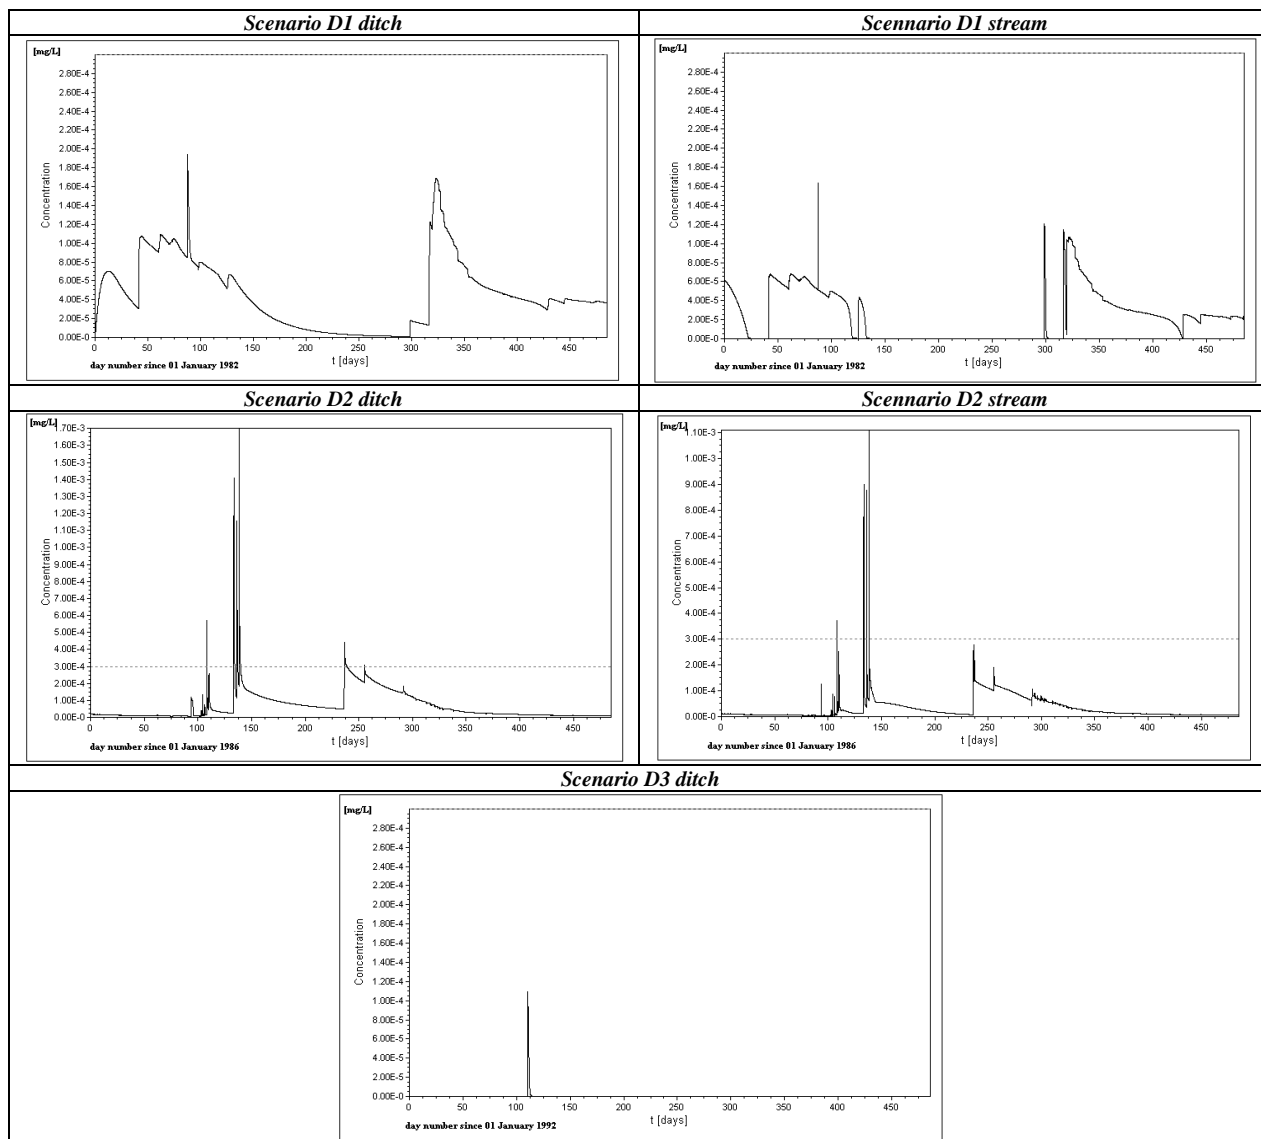 Scenario D1 ditch
Scennario D1 stream
[mg/L]
2.80E-4
2.60E-4
2.40E-4
2.20E-4
2.00E-4
1.80E-4
1.60E-4
1.40E-4
1.20E-4
1.00E-4
8.00E-5
6.00E-5
4.00E-5
2.00E-5
0.00E-0
Concentration
0 50 100 150 200 250 300 350 400 450
t [days]
day number since 01 January 1982
[mg/L]
2.80E-4
2.60E-4
2.40E-4
2.20E-4
2.00E-4
1.80E-4
1.60E-4
1.40E-4
1.20E-4
1.00E-4
8.00E-5
6.00E-5
4.00E-5
2.00E-5
0.00E-0
Concentration
0 50 100 150 200 250 300 350 400 450
t [days]
day number since 01 January 1982
Scenario D2 ditch
Scennario D2 stream
[mg/L]
1.70E-3
1.60E-3
1.50E-3
1.40E-3
1.30E-3
1.20E-3
1.10E-3
1.00E-3
9.00E-4
8.00E-4
7.00E-4
6.00E-4
5.00E-4
4.00E-4
3.00E-4
2.00E-4
1.00E-4
0.00E-0
Concentration
0 50 100 150 200 250 300 350 400 450
t [days]
day number since 01 January 1986
[mg/L]
1.10E-3
1.00E-3
9.00E-4
8.00E-4
7.00E-4
6.00E-4
5.00E-4
4.00E-4
3.00E-4
2.00E-4
1.00E-4
0.00E-0
Concentration
0 50 100 150 200 250 300 350 400 450
t [days]
day number since 01 January 1986
Scenario D3 ditch
[mg/L]
2.80E-4
2.60E-4
2.40E-4
2.20E-4
2.00E-4
1.80E-4
1.60E-4
1.40E-4
1.20E-4
1.00E-4
8.00E-5
6.00E-5
4.00E-5
2.00E-5
0.00E-0
Concentration
0 50 100 150 200 250 300 350 400 450
t [days]
day number since 01 January 1992